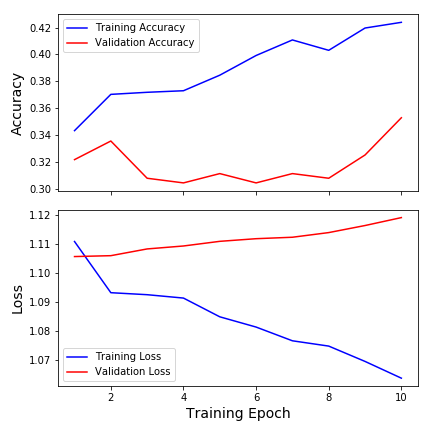 0.42
0.40
0.38
0.36
0.34
0.32
0.30
Accuracy
Training Accuracy
Validation Accuracy
1.12
1.11
1.10
1.09
1.08
1.07
Loss
Training Loss
Validation Loss
2 4 6 8 10
Training Epoch